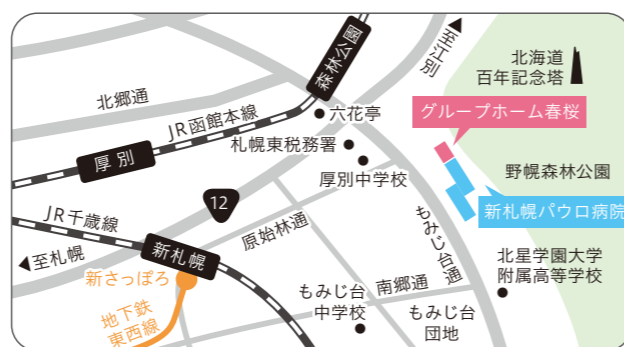 至江別
北海道
百年記念塔
森林公園
北郷通
グループホーム春桜
六花亭
JR函館本線
札幌東税務署
厚別
野幌森林公園
厚別中学校
12
新札幌パウロ病院
JR千歳線
原始林通
もみじ台通
新札幌
至札幌
北星学園大学
附属高等学校
新さっぽろ
南郷通
もみじ台
中学校
もみじ台
団地
地下鉄
東西線